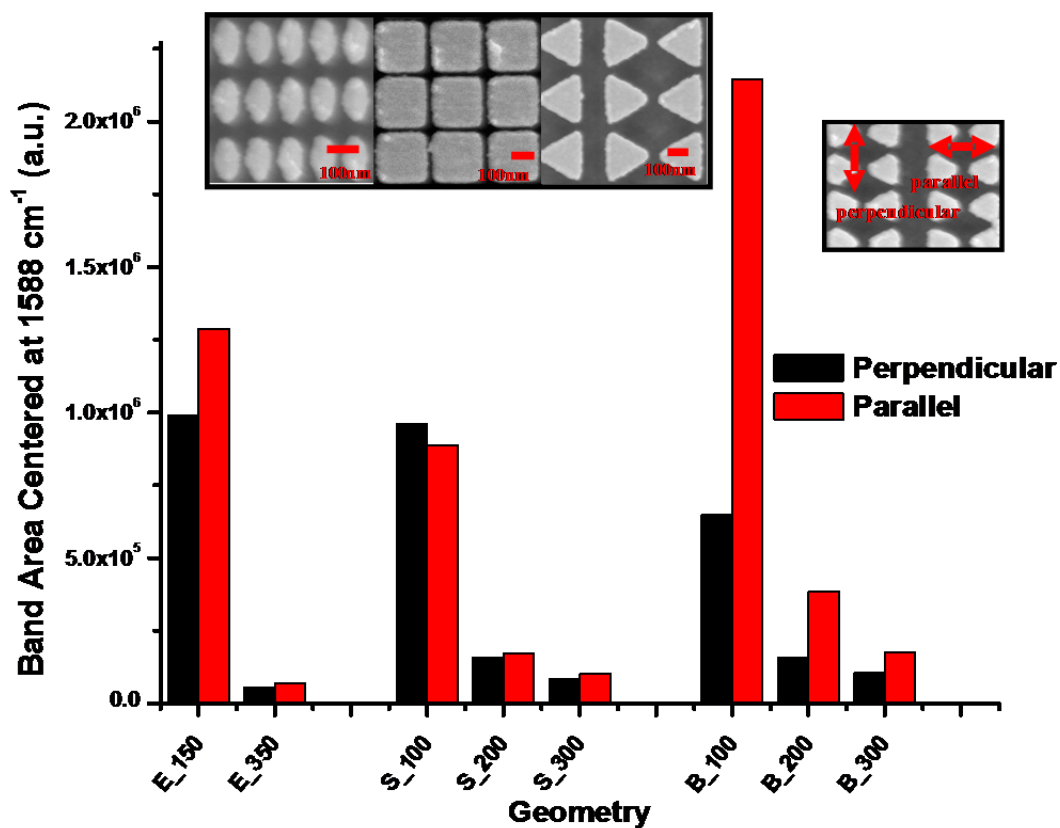 Band Area Centered at 1588 cm⁻¹ (a.u.)
2.0x10⁶
1.5x10⁶
1.0x10⁶
5.0x10⁵
0.0
100nm
100nm
100nm
parallel
perpendicular
Perpendicular
Parallel
E_150
E_350
S_100
S_200
S_300
B_100
B_200
B_300
Geometry